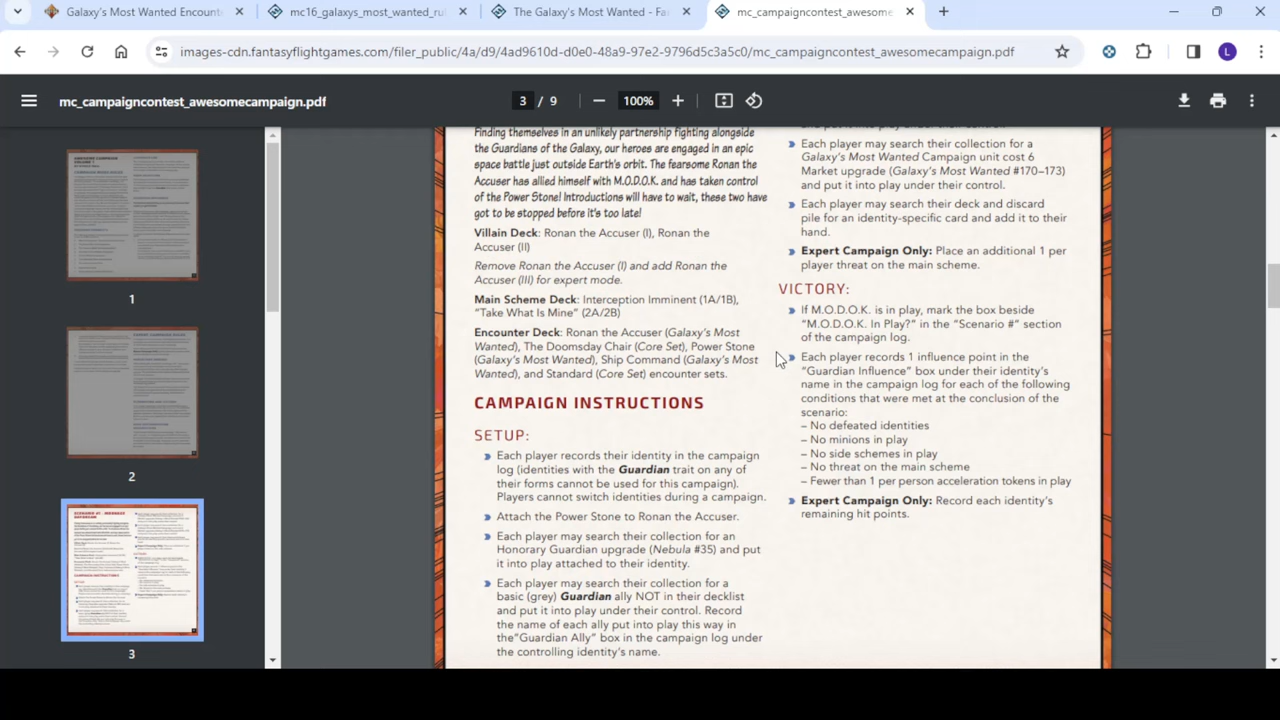 Galaxy's Most Wanted Encount
mc16_galaxys_most_wanted_rul
The Galaxy's Most Wanted - Fan
mc_campaigncontest_awesome
images-cdn.fantasyflightgames.com/filer_public/4a/d9/4ad9610d-d0e0-48a9-97e2-9796d5c3a5c0/mc_campaigncontest_awesomecampaign.pdf
L
mc_campaigncontest_awesomecampaign.pdf
3 / 9
100%
1
2
3
Finding themselves in an unlikely partnership fighting alongside
the Guardians of the Galaxy, our heroes are engaged in an epic
space battle just outside Earth's orbit. The fearsome Ronan the
Accuser has allied himself with M.O.D.O.K. and has taken control
of the Power Stone! Introductions will have to wait, these two have
got to be stopped before it's too late!
Villain Deck: Ronan the Accuser (I), Ronan the
Accuser (II)
Remove Ronan the Accuser (I) and add Ronan the
Accuser (III) for expert mode.
Main Scheme Deck: Interception Imminent (1A/1B),
"Take What Is Mine" (2A/2B)
Encounter Deck: Ronan the Accuser (Galaxy's Most
Wanted), The Doomsday Chair (Core Set), Power Stone
(Galaxy's Most Wanted), Ship Command (Galaxy's Most
Wanted), and Standard (Core Set) encounter sets.
CAMPAIGN INSTRUCTIONS
SETUP:
Each player records their identity in the campaign
log (identities with the Guardian trait on any of
their forms cannot be used for this campaign).
Players cannot switch identities during a campaign.
Attach the Power Stone to Ronan the Accuser.
Each player may search their collection for an
Honorary Guardian upgrade (Nebula #35) and put
into play attached to their identity.
Each player may search their collection for a
basic (grey) Guardian ally NOT in their decklist
and put it into play under their control. Record
the name of each ally put into play this way in
the "Guardian Ally" box in the campaign log under
the controlling identity's name.
Each player may search their collection for a
Galaxy's Most Wanted Campaign unit cost 6
Market upgrade (Galaxy's Most Wanted #170–173)
and put it into play under their control.
Each player may search their deck and discard
pile for an identity-specific card and add it to their
hand.
Expert Campaign Only: Place an additional 1 per
player threat on the main scheme.
VICTORY:
If M.O.D.O.K. is in play, mark the box beside
"M.O.D.O.K. In Play?" in the "Scenario #" section
of the campaign log.
Each player records 1 influence point in the
"Guardian Influence" box under their identity's
name in the campaign log for each of the following
conditions that were met at the conclusion of the
scenario:
– No defeated identities
– No minions in play
– No side schemes in play
– No threat on the main scheme
– Fewer than 1 per person acceleration tokens in play
Expert Campaign Only: Record each identity's
remaining hit points.